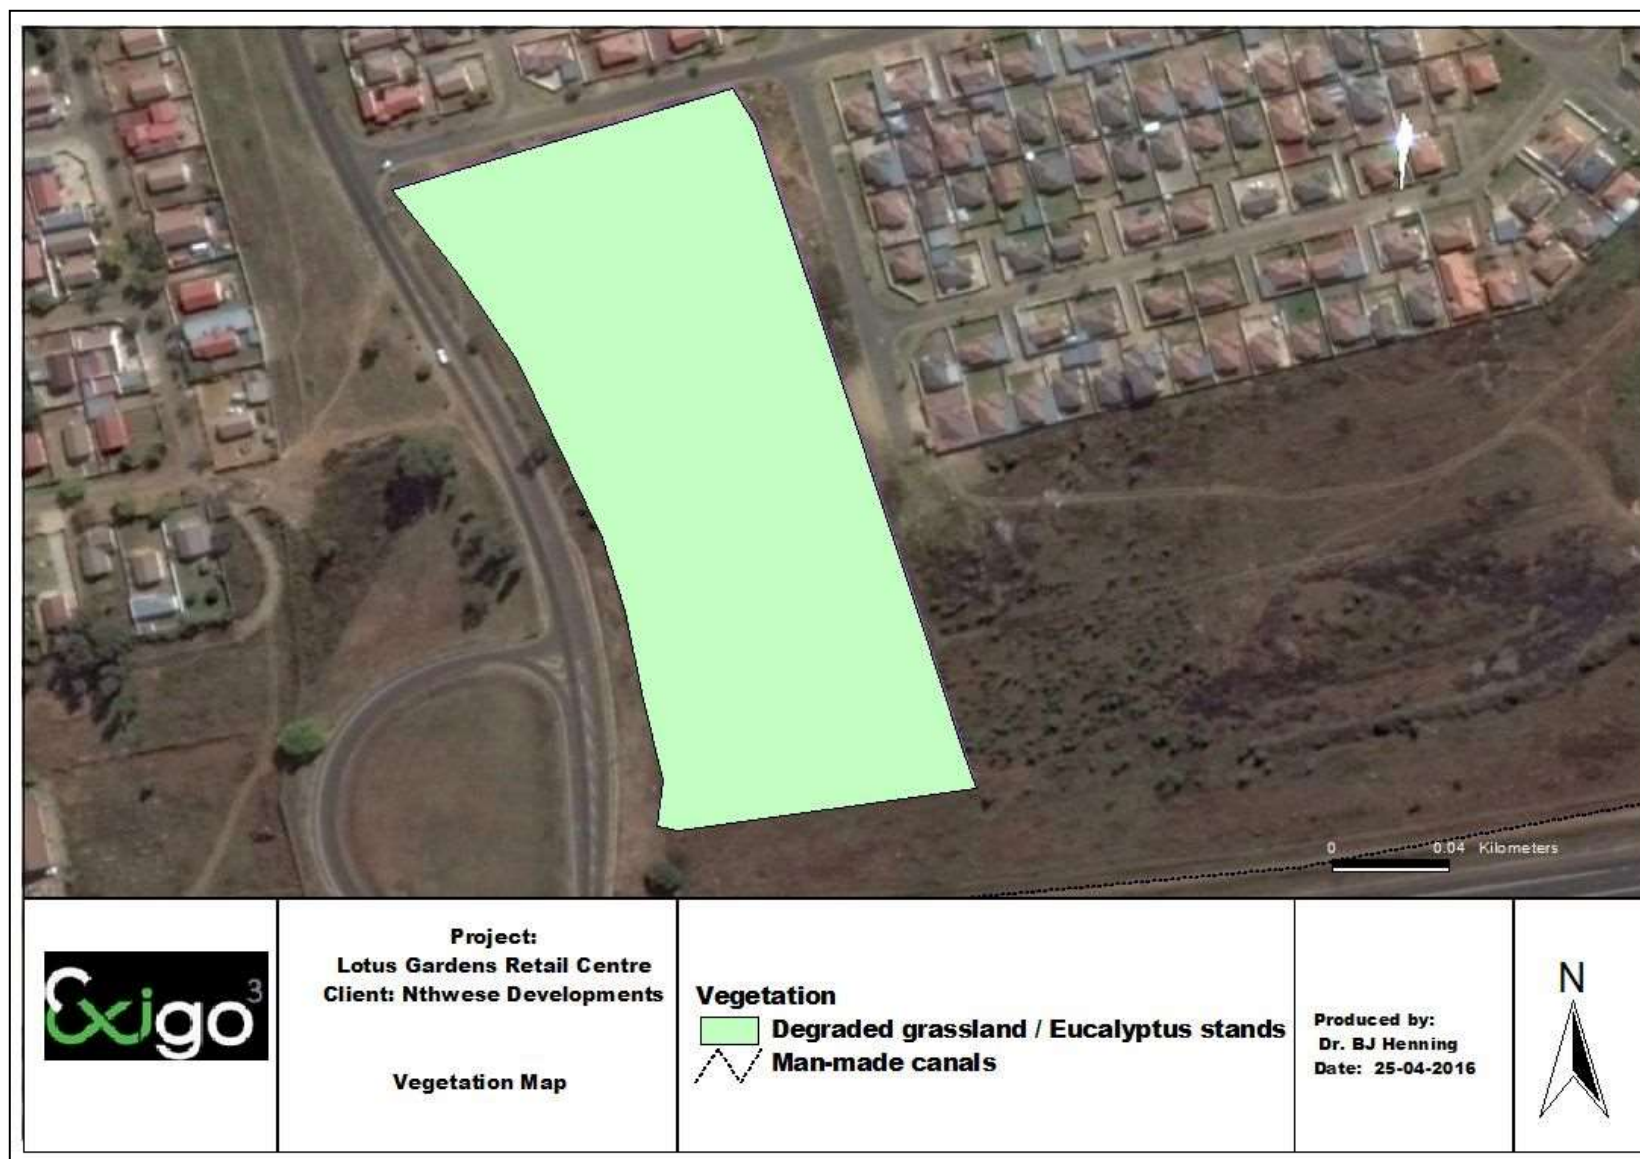 0 0.04 Kilometers
Exigo3
Project:
Lotus Gardens Retail Centre
Client: Nthwese Developments
Vegetation Map
Vegetation
Degraded grassland / Eucalyptus stands
Man-made canals
Produced by:
Dr. BJ Henning
Date: 25-04-2016
N